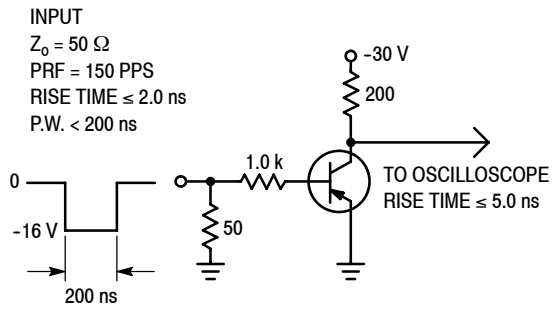 INPUT
Zo = 50 Ω
PRF = 150 PPS
RISE TIME ≤ 2.0 ns
P.W. < 200 ns
0
-16 V
200 ns
1.0 k
50
-30 V
200
TO OSCILLOSCOPE
RISE TIME ≤ 5.0 ns